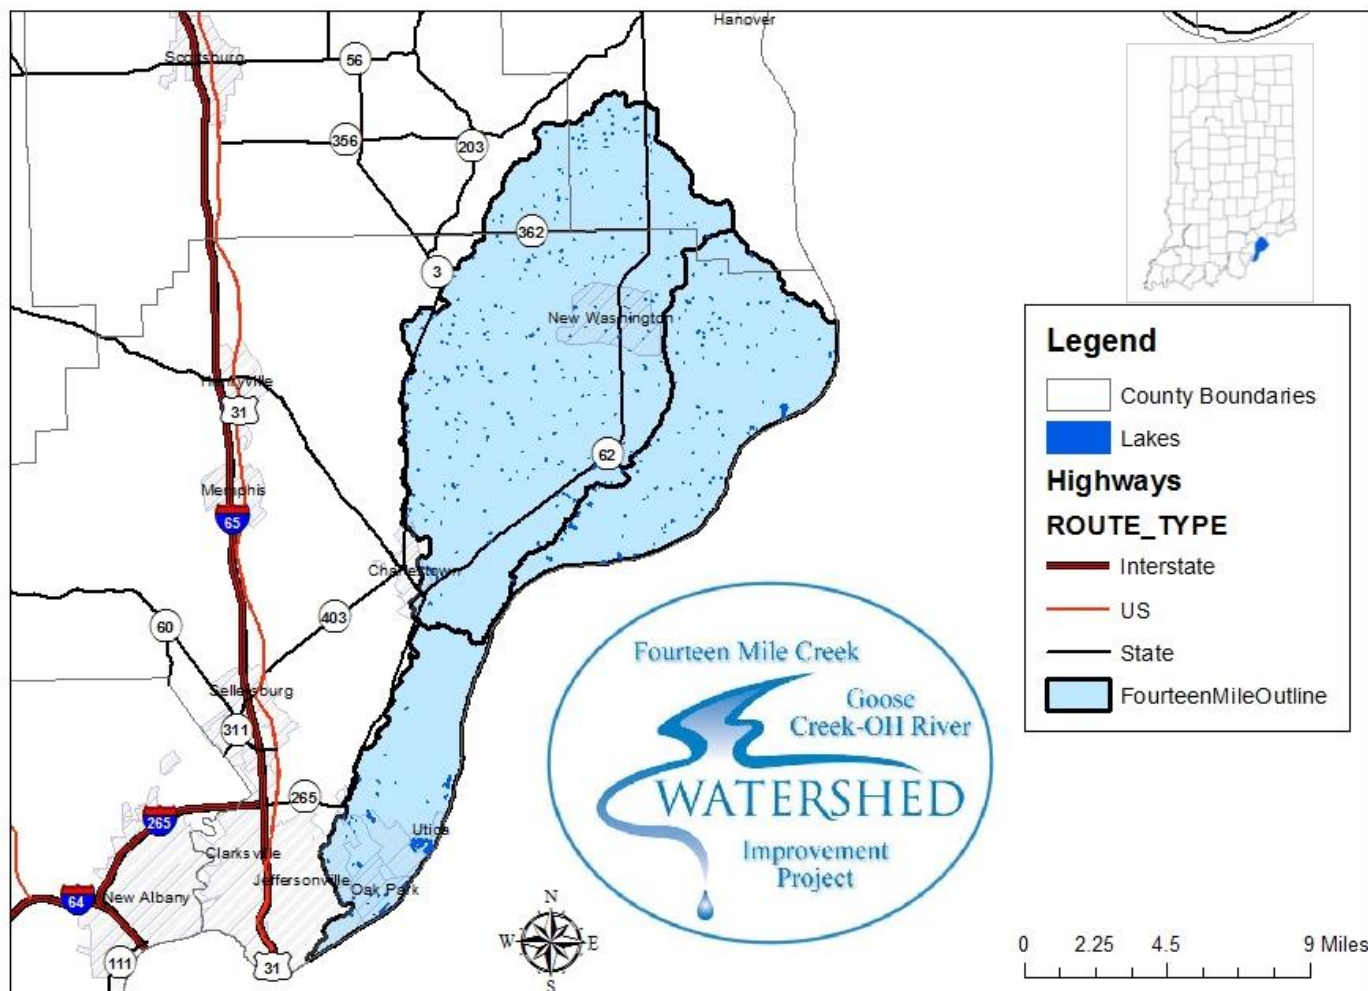 Hanover
Scottsburg
56
356
203
362
3
New Washington
Henryville
31
62
Memphis
65
Charlestown
403
60
Sellersburg
311
265
265
Utica
Clarksville
Jeffersonville
Oak Park
New Albany
64
111
31
Legend
County Boundaries
Lakes
Highways
ROUTE_TYPE
Interstate
US
State
FourteenMileOutline
Fourteen Mile Creek
Goose
Creek-OH River
WATERSHED
Improvement
Project
N
W
E
S
0 2.25 4.5 9 Miles